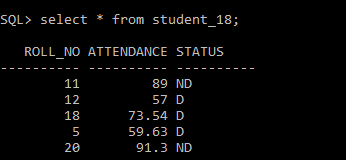 SQL> select * from student_18;
ROLL_NO ATTENDANCE STATUS
---------- ---------- -----------
11 89 ND
12 57 D
18 73.54 D
5 59.63 D
20 91.3 ND